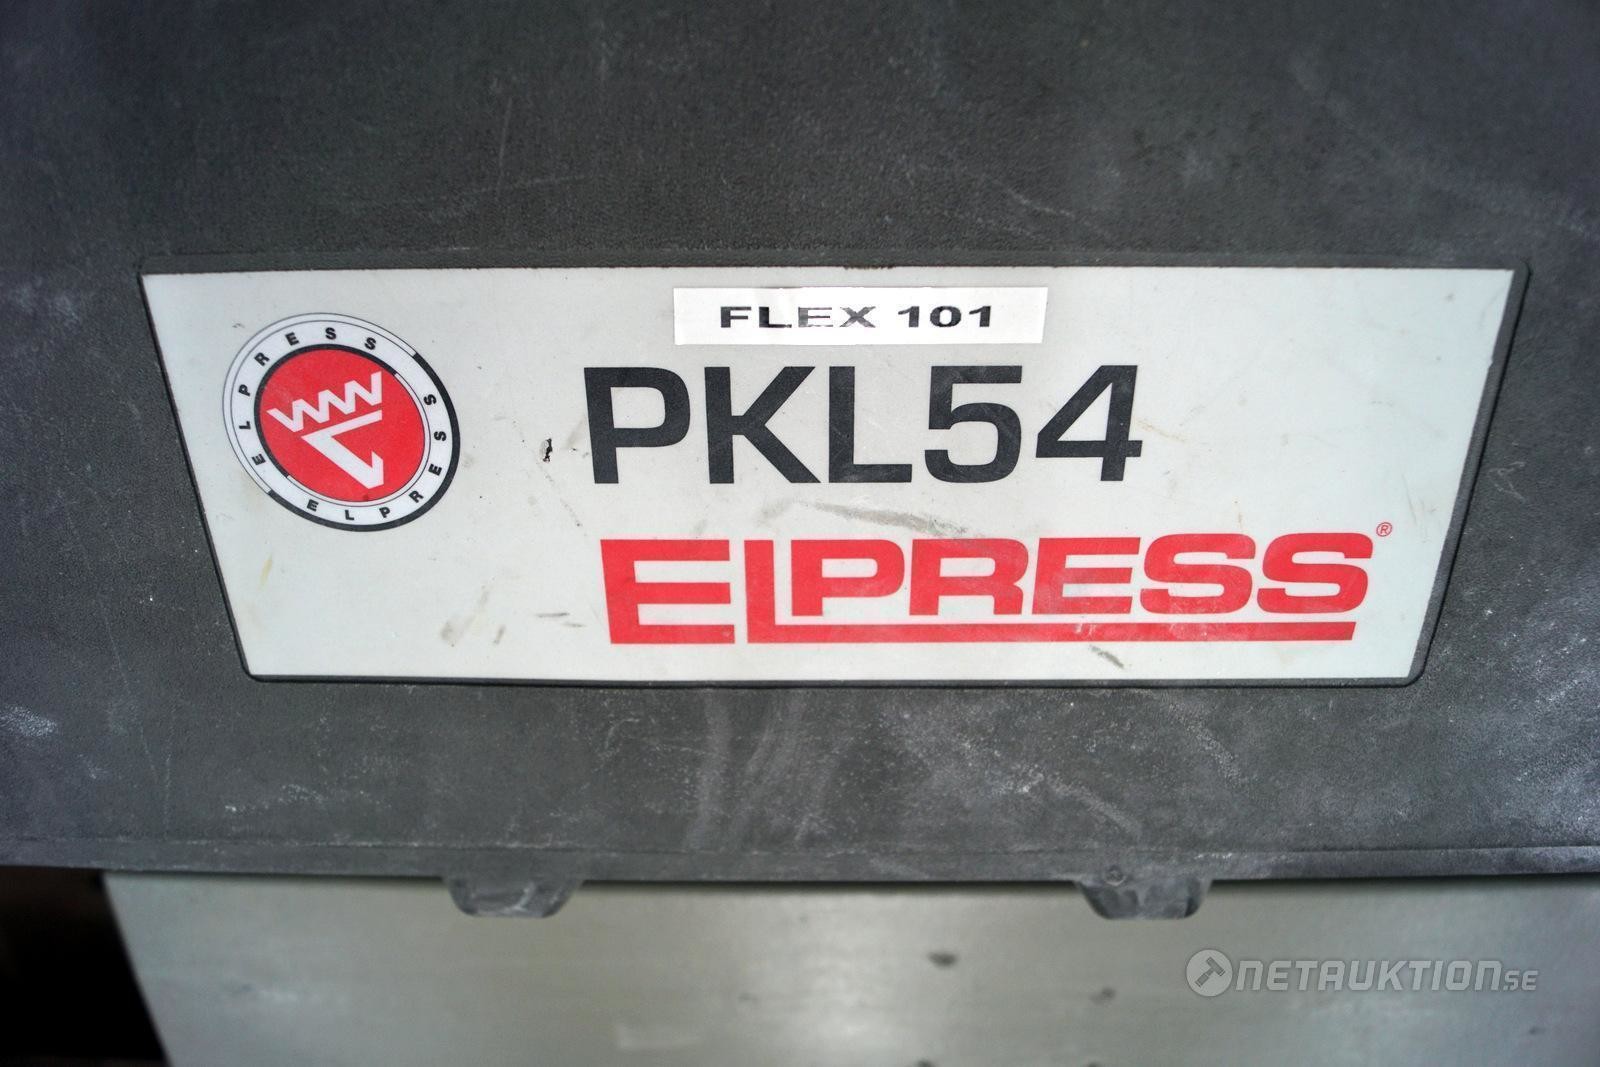 FLEX 101
PKL54
ELPRESS®
ELPRESS ELPRESS
NETAUKTION.SE